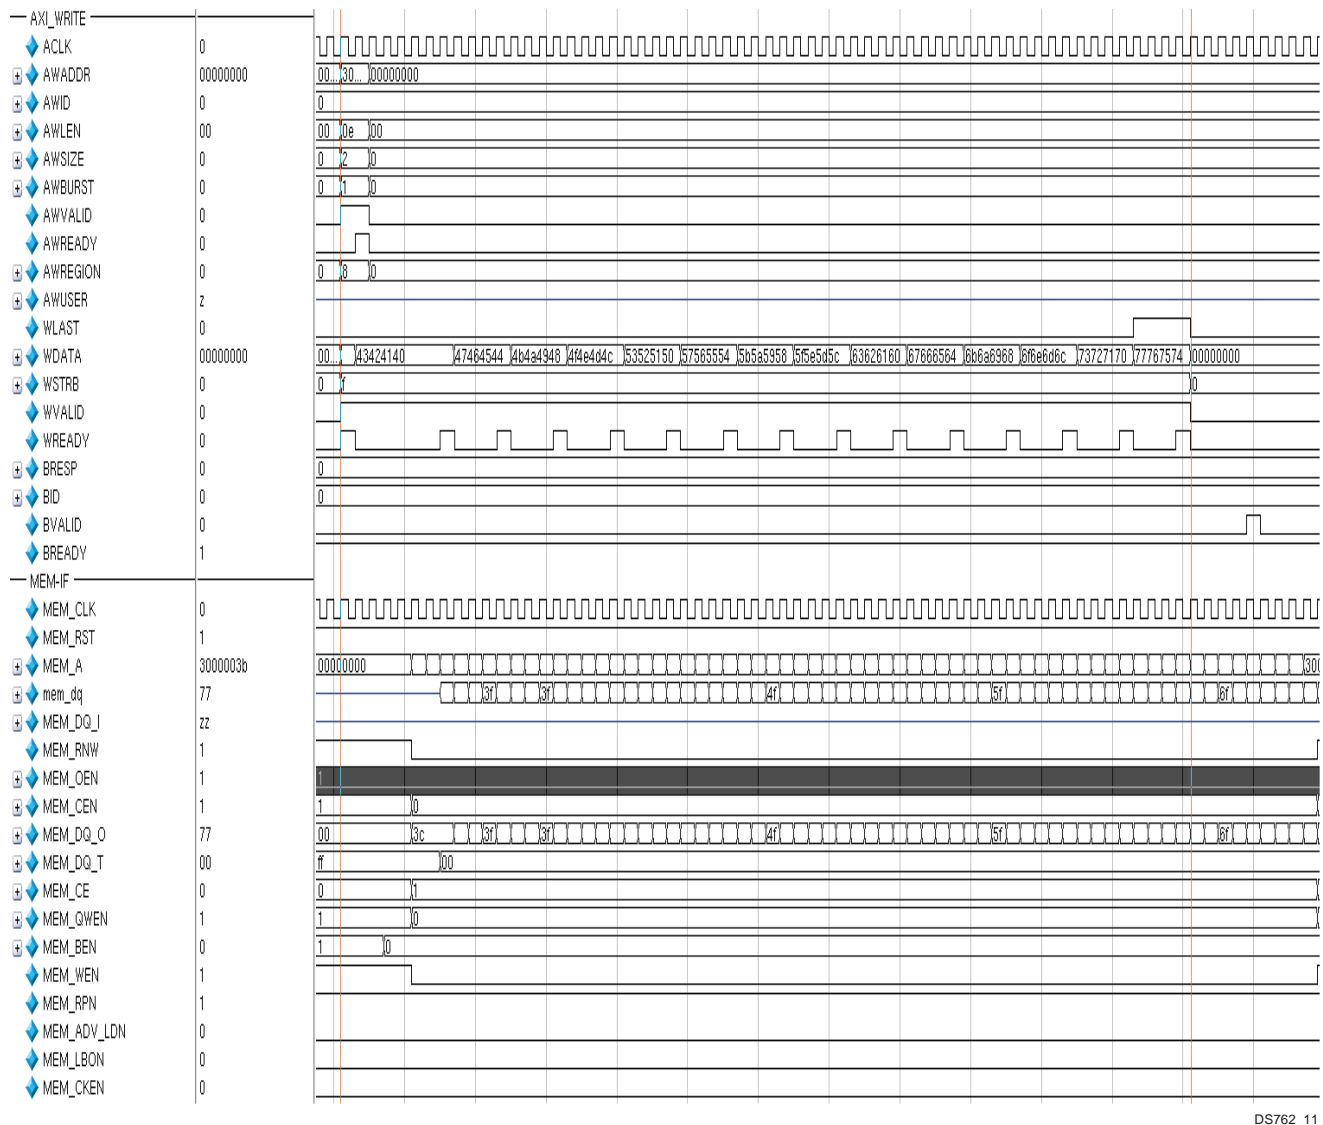 AXI_WRITE
ACLK 0
AWADDR 00000000 00... 30... 00000000
AWID 0 0
AWLEN 00 00 0e 00
AWSIZE 0 0 2 0
AWBURST 0 0 1 0
AWVALID 0
AWREADY 0
AWREGION 0 0 8 0
AWUSER z
WLAST 0
WDATA 00000000 00... 43424140 47464544 4b4a4948 4f4e4d4c 53525150 57565554 5b5a5958 5f5e5d5c 63626160 67666564 6b6a6968 6f6e6d6c 73727170 77767574 00000000
WSTRB 0 0 f 0
WVALID 0
WREADY 0
BRESP 0 0
BID 0 0
BVALID 0
BREADY 1
MEM-IF
MEM_CLK 0
MEM_RST 1
MEM_A 3000003b 00000000 300
mem_dq 77 3f 3f 4f 5f 6f
MEM_DQ_I zz
MEM_RNW 1
MEM_OEN 1 1
MEM_CEN 1 1 0
MEM_DQ_O 77 00 3c 3f 3f 4f 5f 6f
MEM_DQ_T 00 ff 00
MEM_CE 0 0 1
MEM_QWEN 1 1 0
MEM_BEN 0 1 0
MEM_WEN 1
MEM_RPN 1
MEM_ADV_LDN 0
MEM_LBON 0
MEM_CKEN 0
DS762_11